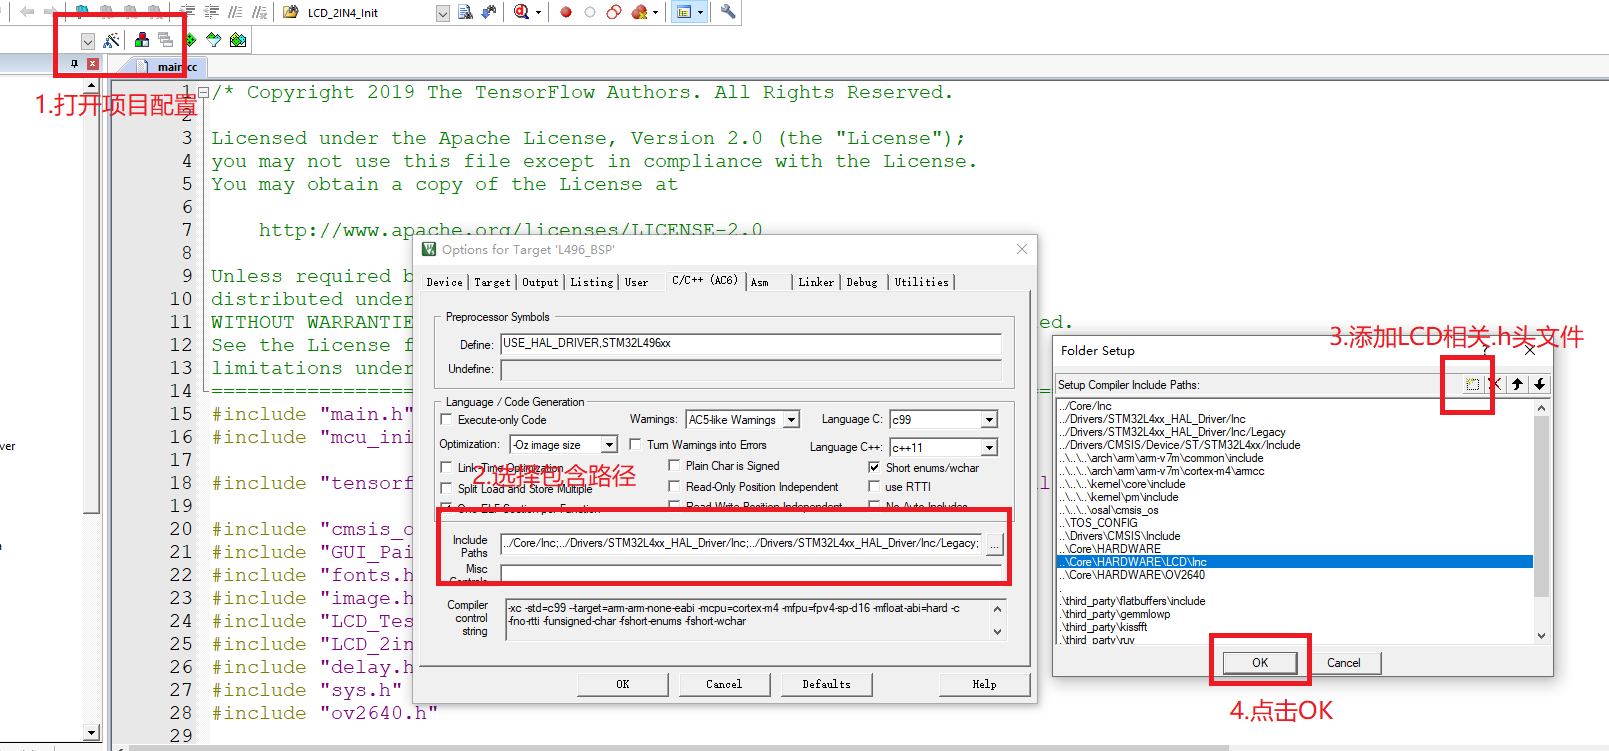 LCD_2IN4_Init
main.cc
1.打开项目配置
1 /* Copyright 2019 The TensorFlow Authors. All Rights Reserved.
2
3 Licensed under the Apache License, Version 2.0 (the "License");
4 you may not use this file except in compliance with the License.
5 You may obtain a copy of the License at
6
7 http://www.apache.org/licenses/LICENSE-2.0
8
9 Unless required b
10 distributed under
11 WITHOUT WARRANTIE
ed.
12 See the License f
13 limitations under
14
15 #include "main.h"
16 #include "mcu_ini
17
18 #include "tensorf
19
20 #include "cmsis_o
21 #include "GUI_Pai
22 #include "fonts.h
23 #include "image.h
24 #include "LCD_Tes
25 #include "LCD_2in
26 #include "delay.h
27 #include "sys.h"
28 #include "ov2640.h"
29
ver
Options for Target 'L496_BSP'
Device Target Output Listing User C/C++ (AC6) Asm Linker Debug Utilities
Preprocessor Symbols
Define: USE_HAL_DRIVER,STM32L496xx
Undefine:
Language / Code Generation
Execute-only Code Warnings: AC5-like Warnings Language C: c99
Optimization: -Oz image size Turn Warnings into Errors Language C++: c++11
Link-Time Optimization Plain Char is Signed Short enums/wchar
2.选择包含路径
Split Load and Store Multiple Read-Only Position Independent use RTTI
One ELF Section per Function Read-Write Position Independent No Auto Includes
Include Paths ../Core/Inc;../Drivers/STM32L4xx_HAL_Driver/Inc;../Drivers/STM32L4xx_HAL_Driver/Inc/Legacy; ...
Misc Controls
Compiler control string -xc -std=c99 --target=arm-arm-none-eabi -mcpu=cortex-m4 -mfpu=fpv4-sp-d16 -mfloat-abi=hard -c
-fno-rtti -funsigned-char -fshort-enums -fshort-wchar
OK Cancel Defaults Help
3.添加LCD相关.h头文件
Folder Setup ?
Setup Compiler Include Paths:
../Core/Inc
../Drivers/STM32L4xx_HAL_Driver/Inc
../Drivers/STM32L4xx_HAL_Driver/Inc/Legacy
../Drivers/CMSIS/Device/ST/STM32L4xx/Include
..\..\..\arch\arm\arm-v7m\common\include
..\..\..\arch\arm\arm-v7m\cortex-m4\armcc
..\..\..\kernel\core\include
..\..\..\kernel\pm\include
..\..\..\osal\cmsis_os
..\TOS_CONFIG
..\Drivers\CMSIS\Include
..\Core\HARDWARE
..\Core\HARDWARE\LCD\Inc
..\Core\HARDWARE\OV2640
.
.\third_party\flatbuffers\include
.\third_party\gemmlowp
.\third_party\kissfft
.\third_party\ruy
OK Cancel
4.点击OK